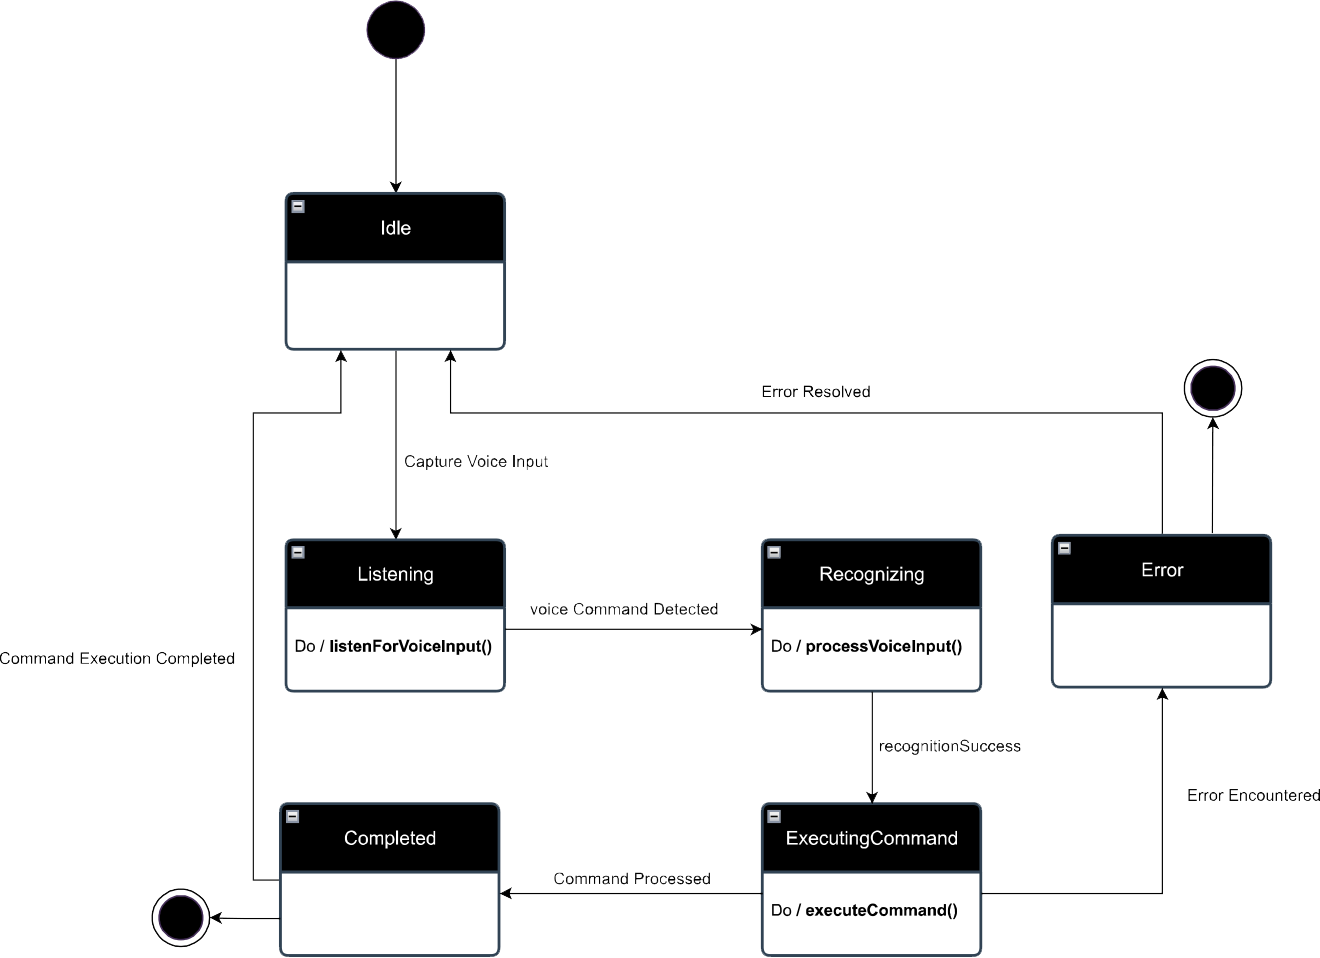 Idle
Error Resolved
Capture Voice Input
Listening
Do / listenForVoiceInput()
voice Command Detected
Recognizing
Do / processVoiceInput()
Error
Command Execution Completed
recognitionSuccess
Error Encountered
Completed
Command Processed
ExecutingCommand
Do / executeCommand()